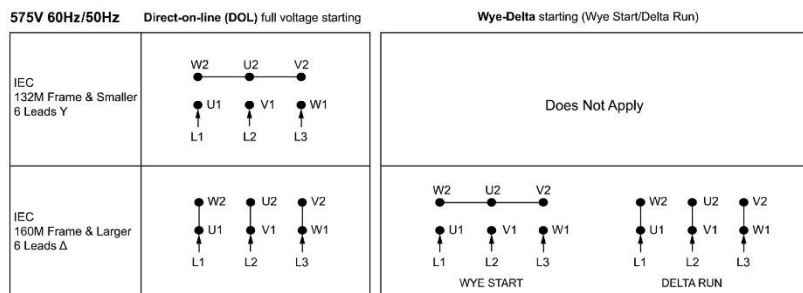 575V 60Hz/50Hz
Direct-on-line (DOL) full voltage starting
Wye-Delta starting (Wye Start/Delta Run)
IEC
132M Frame & Smaller
6 Leads Y
W2 U2 V2
U1 V1 W1
L1 L2 L3
Does Not Apply
IEC
160M Frame & Larger
6 Leads Δ
W2 U2 V2
U1 V1 W1
L1 L2 L3
W2 U2 V2
U1 V1 W1
L1 L2 L3
WYE START
W2 U2 V2
U1 V1 W1
L1 L2 L3
DELTA RUN